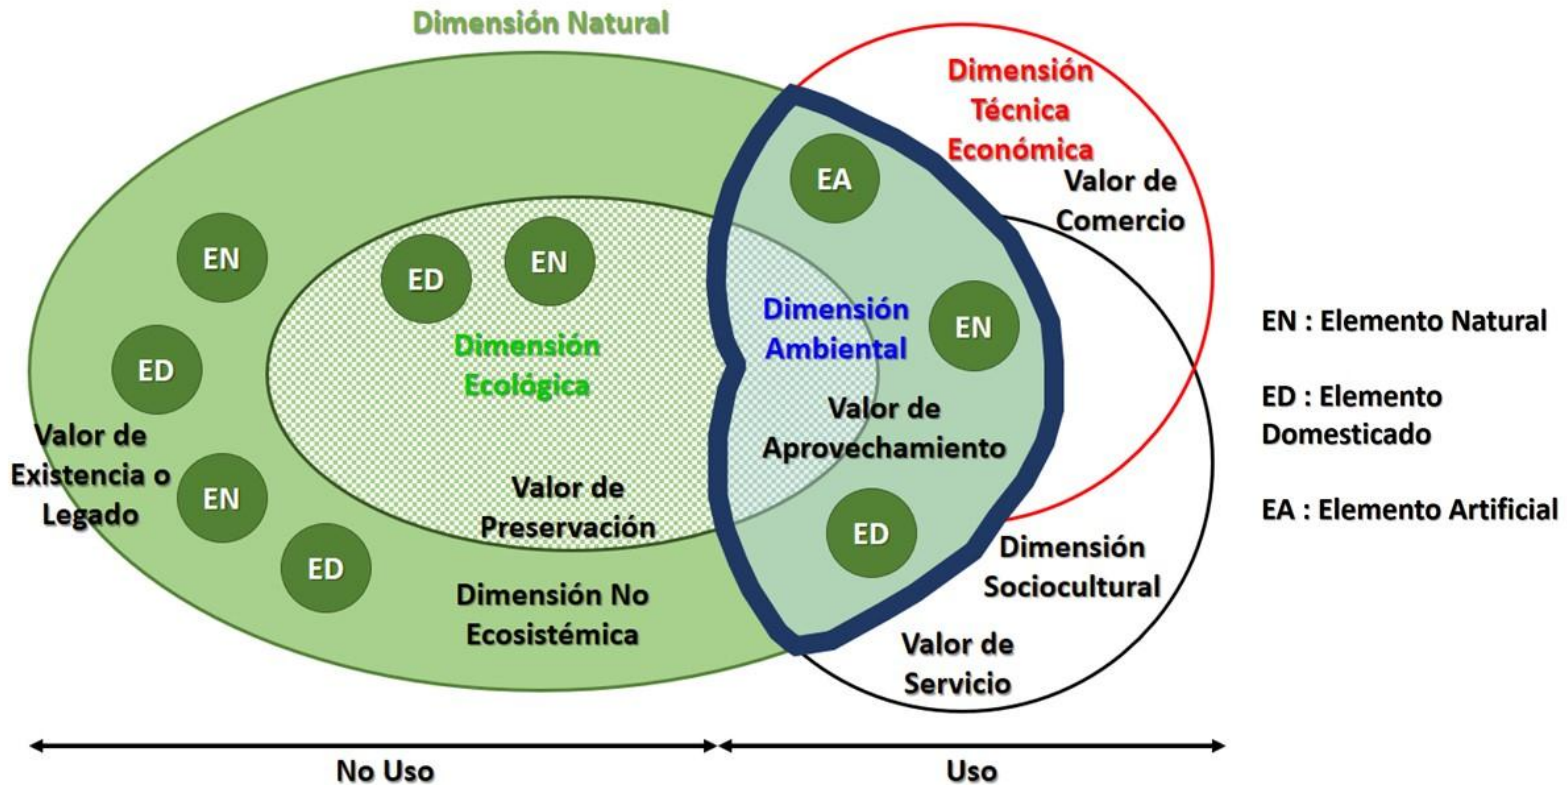 Dimensión Natural
Dimensión
Técnica
Económica
Valor de
Comercio
EA
EN
ED
EN
Dimensión
Ambiental
EN
Dimensión
Ecológica
ED
Valor de
Aprovechamiento
Valor de
Existencia o
Legado
EN
Valor de
Preservación
ED
ED
Dimensión No
Ecosistémica
Dimensión
Sociocultural
Valor de
Servicio
No Uso
Uso
EN : Elemento Natural
ED : Elemento
Domesticado
EA : Elemento Artificial